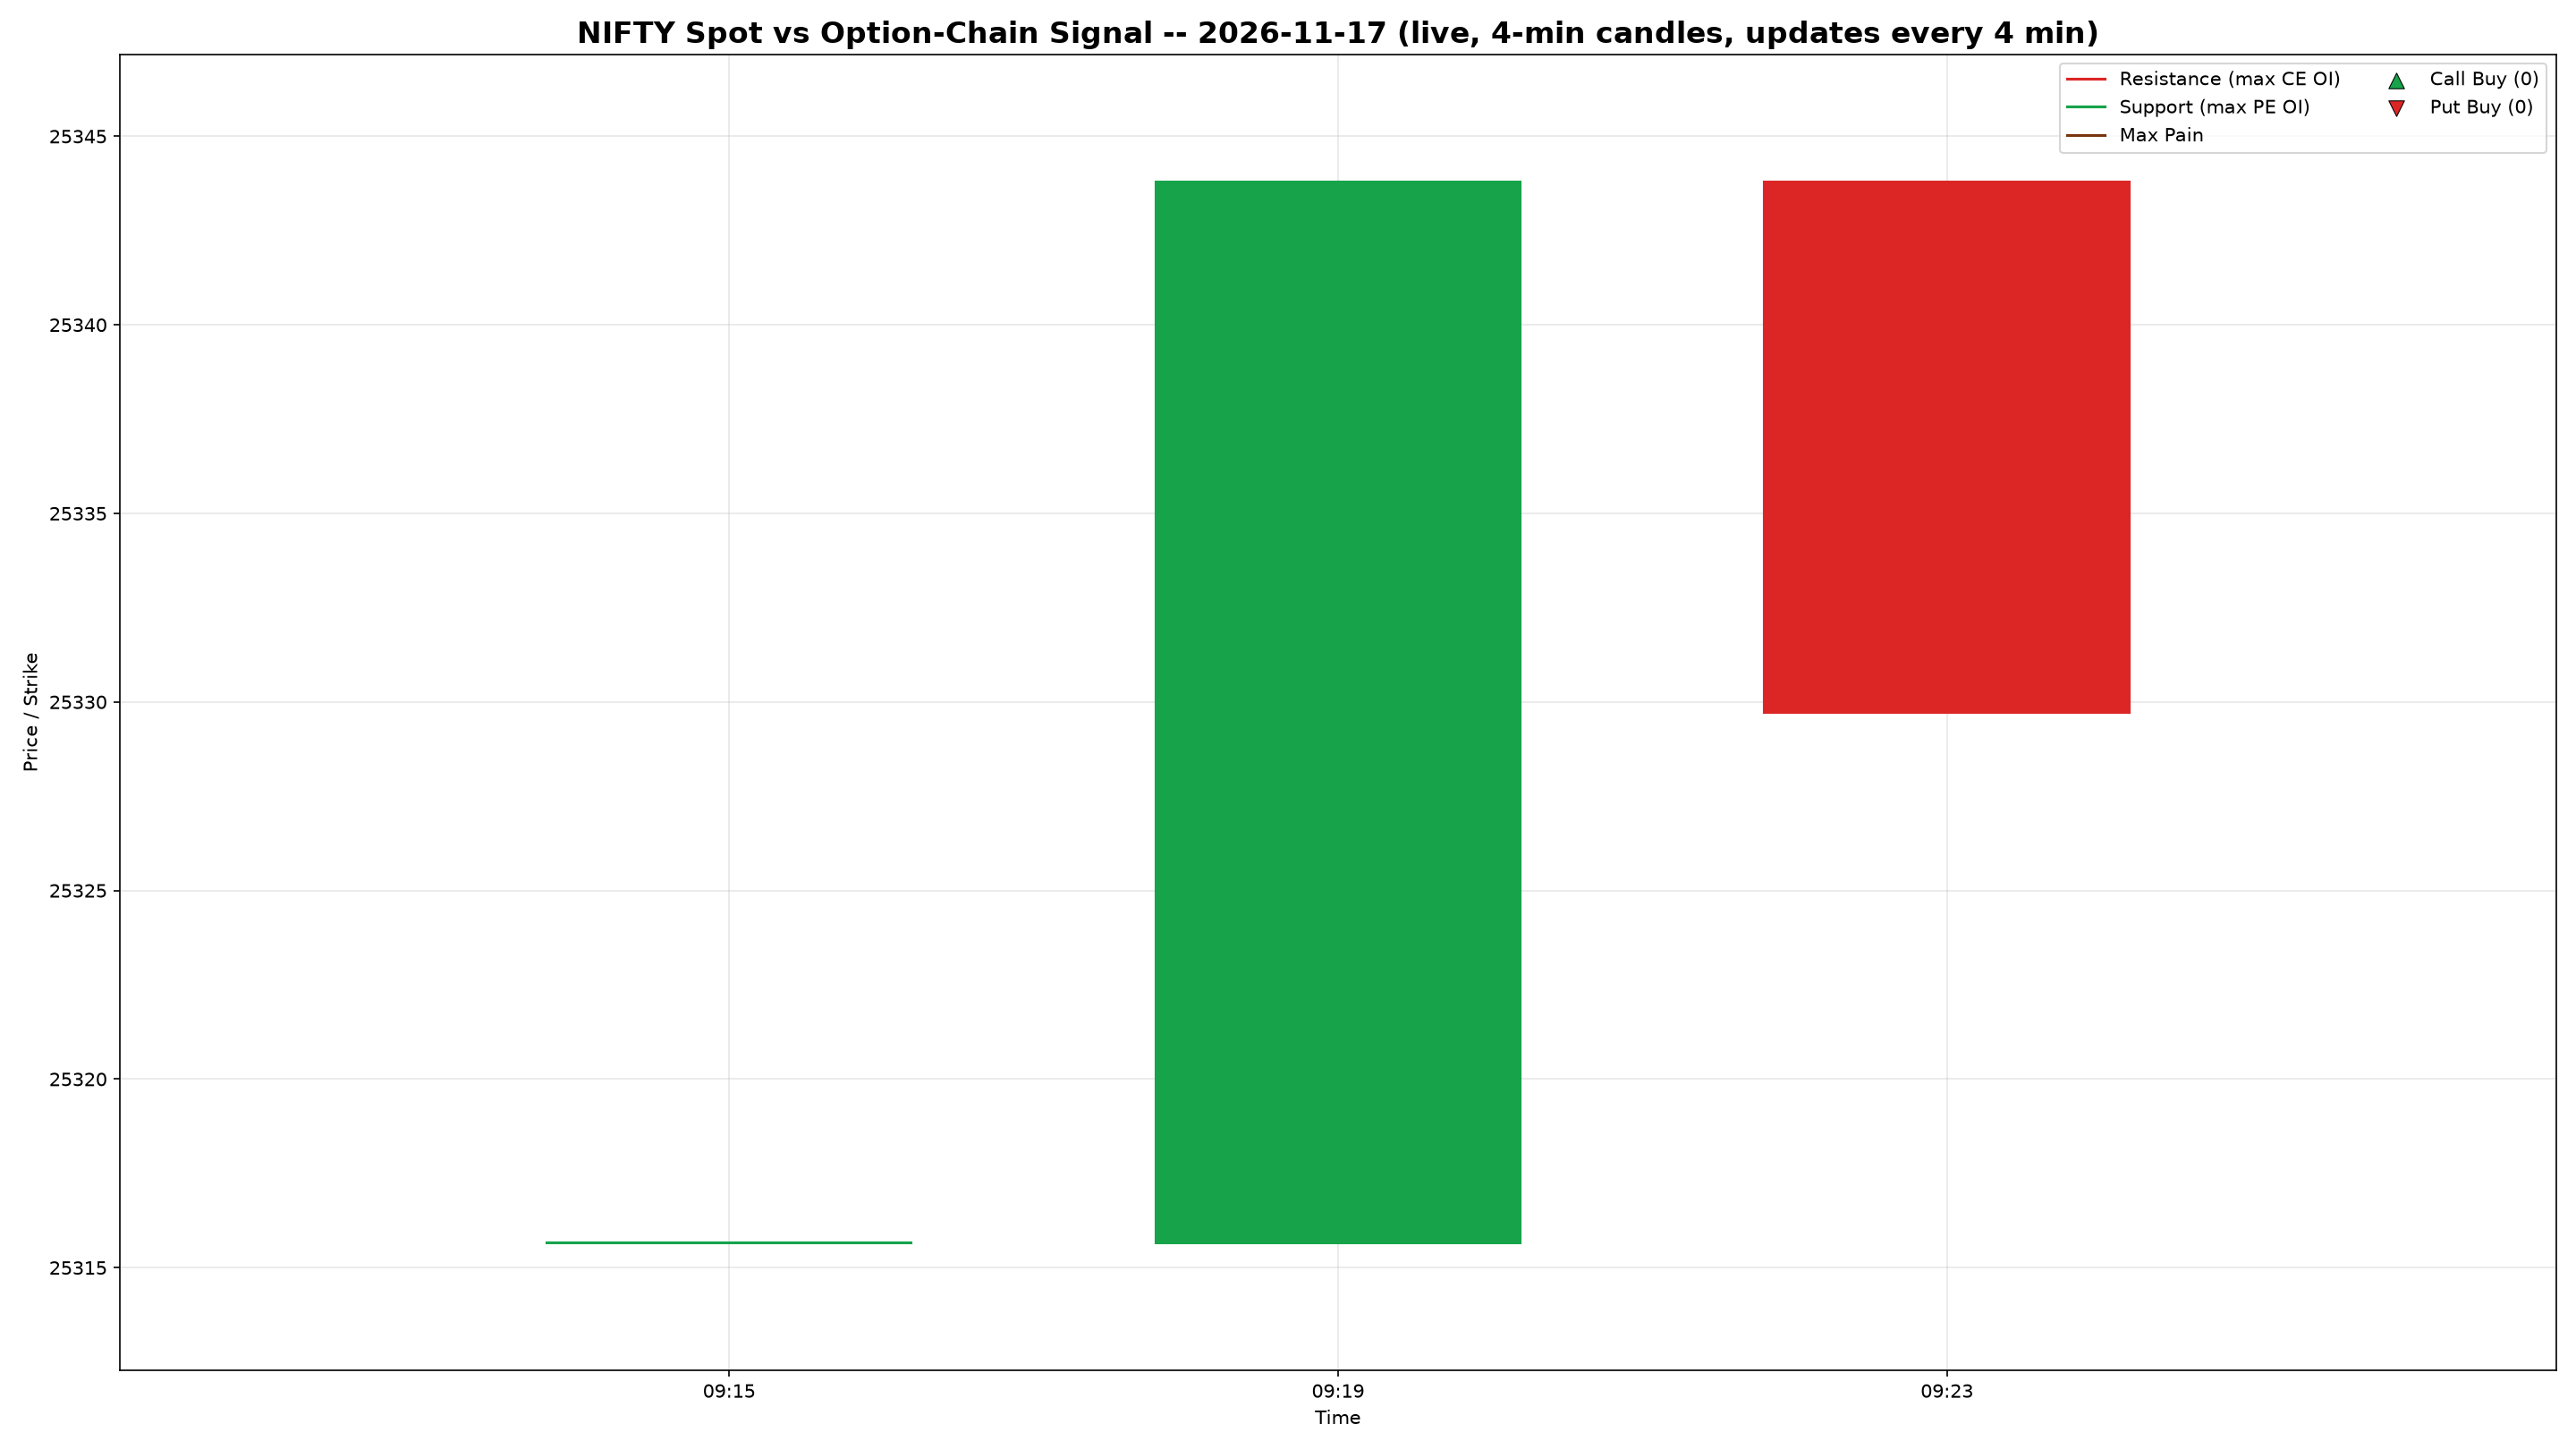 NIFTY Spot vs Option-Chain Signal -- 2026-11-17 (live, 4-min candles, updates every 4 min)
Resistance (max CE OI)
Support (max PE OI)
Max Pain
Call Buy (0)
Put Buy (0)
Price / Strike
25345
25340
25335
25330
25325
25320
25315
09:15
09:19
09:23
Time